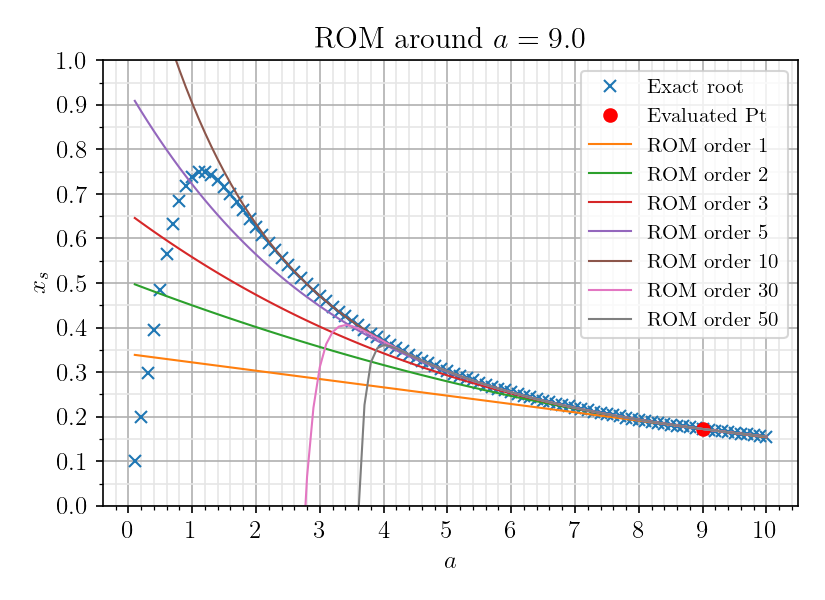 ROM around a = 9.0
1.0
0.9
0.8
0.7
0.6
0.5
0.4
0.3
0.2
0.1
0.0
x_s
Exact root
Evaluated Pt
ROM order 1
ROM order 2
ROM order 3
ROM order 5
ROM order 10
ROM order 30
ROM order 50
0 1 2 3 4 5 6 7 8 9 10
a